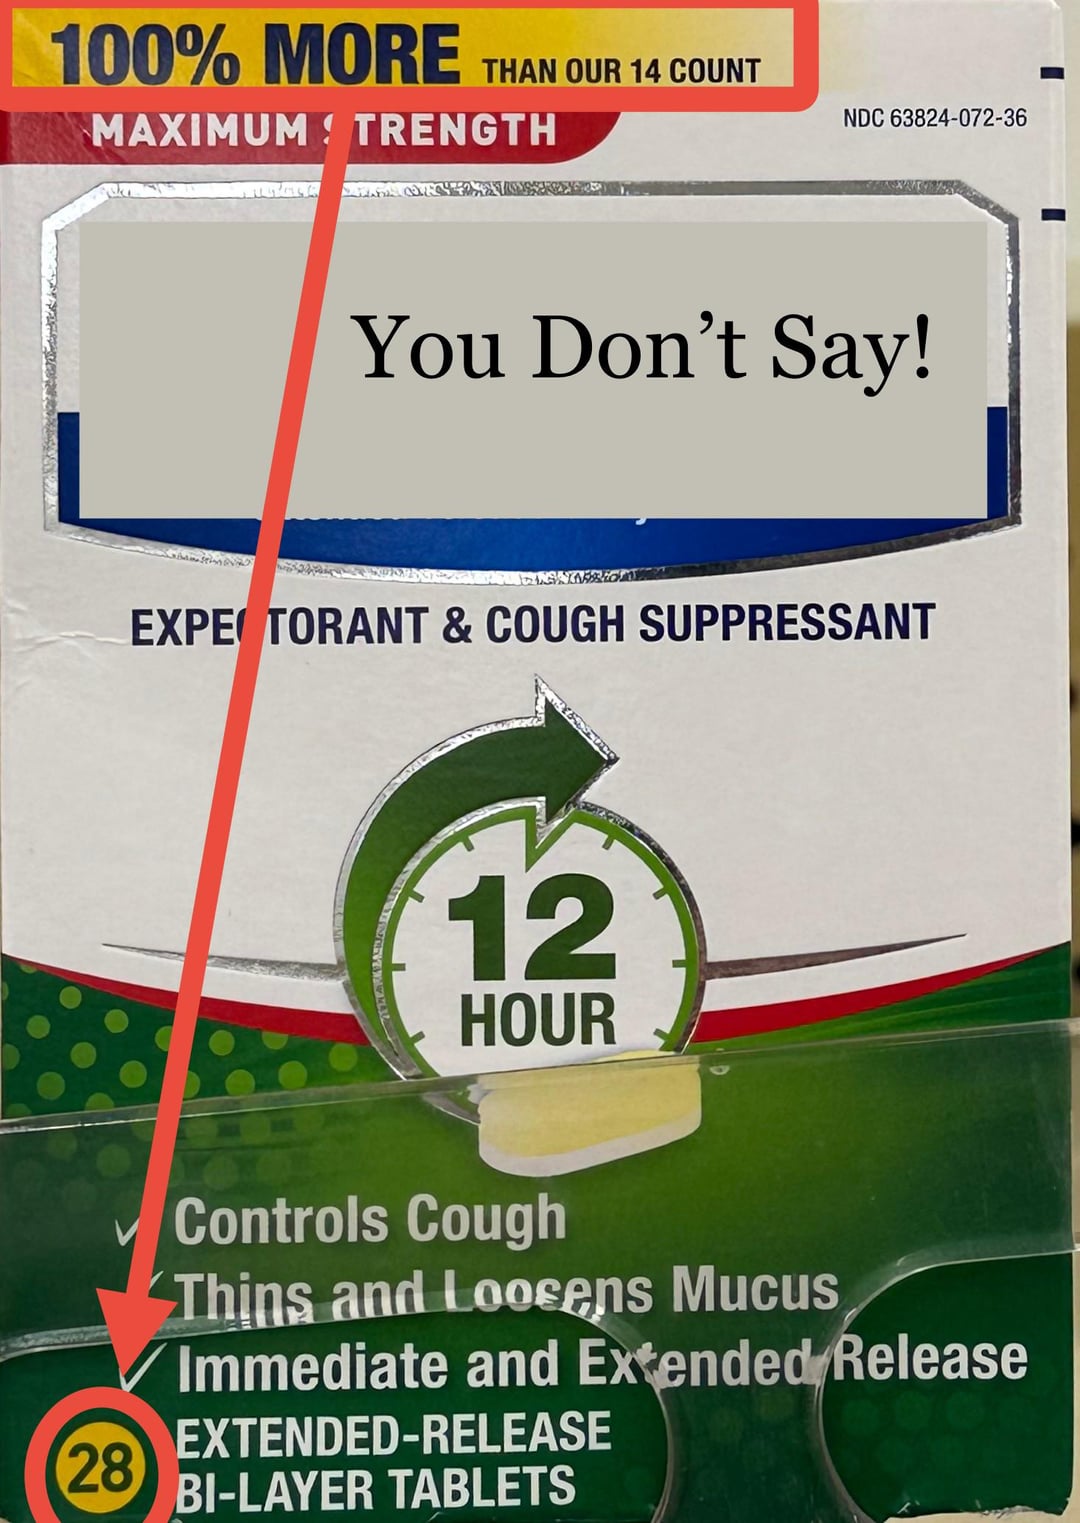 100% MORE THAN OUR 14 COUNT
MAXIMUM STRENGTH
NDC 63824-072-36
You Don’t Say!
EXPECTORANT & COUGH SUPPRESSANT
12
HOUR
✓ Controls Cough
✓ Thins and Loosens Mucus
✓ Immediate and Extended Release
28 EXTENDED-RELEASE
BI-LAYER TABLETS